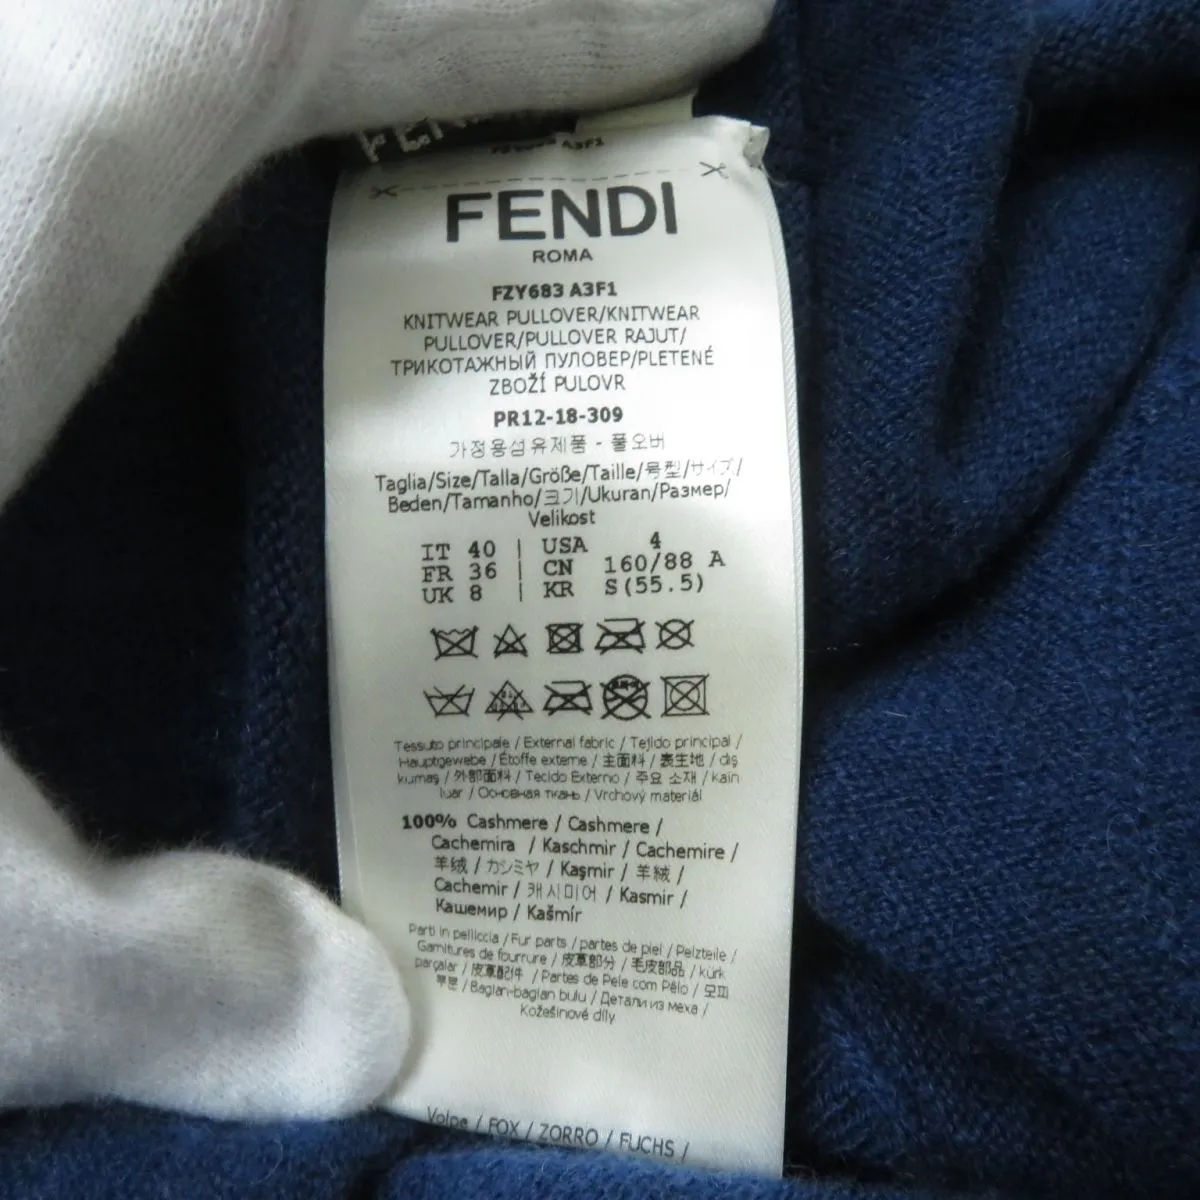 A3F1
FENDI
ROMA
FZY683 A3F1
KNITWEAR PULLOVER/KNITWEAR
PULLOVER/PULLOVER RAJUT/
ТРИКОТАЖНЫЙ ПУЛОВЕР/PLETENÉ
ZBOŽÍ PULOVR
PR12-18-309
가정용섬유제품 - 풀오버
Taglia/Size/Talla/Größe/Taille/号型/サイズ/
Beden/Tamanho/크기/Ukuran/Размер/
Velikost
IT 40 | USA 4
FR 36 | CN 160/88 A
UK 8 | KR S(55.5)
Tessuto principale / External fabric / Tejido principal /
Hauptgewebe / Étoffe externe / 主面料 / 表生地 / dış
kumaş / 外部面料 / Tecido Externo / 주요 소재 / kain
luar / Основная ткань / Vrchový materiál
100% Cashmere / Cashmere /
Cachemira / Kaschmir / Cachemire /
羊绒 / カシミヤ / Kaşmir / 羊絨 /
Cachemir / 캐시미어 / Kasmir /
Кашемир / Kašmír
Parti in pelliccia / Fur parts / partes de piel / Pelzteile /
Garnitures de fourrure / 皮草部分 / 毛皮部品 / kürk
parçalar / 皮草配件 / Partes de Pele com Pêlo / 모피
부분 / Bagian-bagian bulu / Детали из меха /
Kožešinové díly
Volpe / FOX / ZORRO / FUCHS /